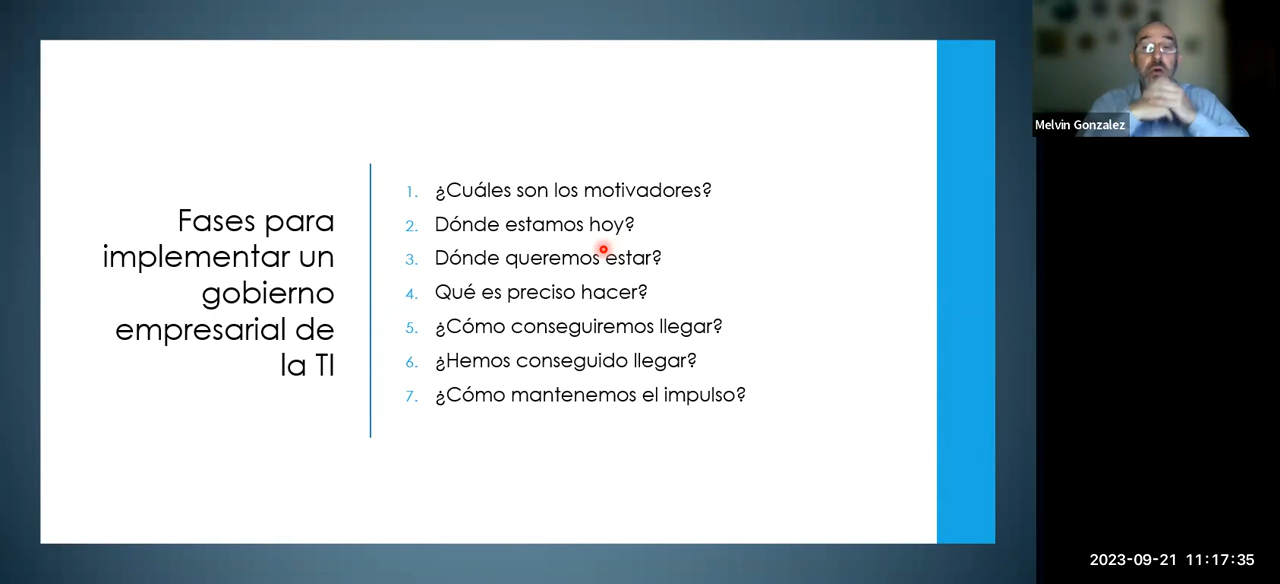 Fases para
implementar un
gobierno
empresarial de
la TI
1. ¿Cuáles son los motivadores?
2. Dónde estamos hoy?
3. Dónde queremos estar?
4. Qué es preciso hacer?
5. ¿Cómo conseguiremos llegar?
6. ¿Hemos conseguido llegar?
7. ¿Cómo mantenemos el impulso?
Melvin Gonzalez
2023-09-21 11:17:35